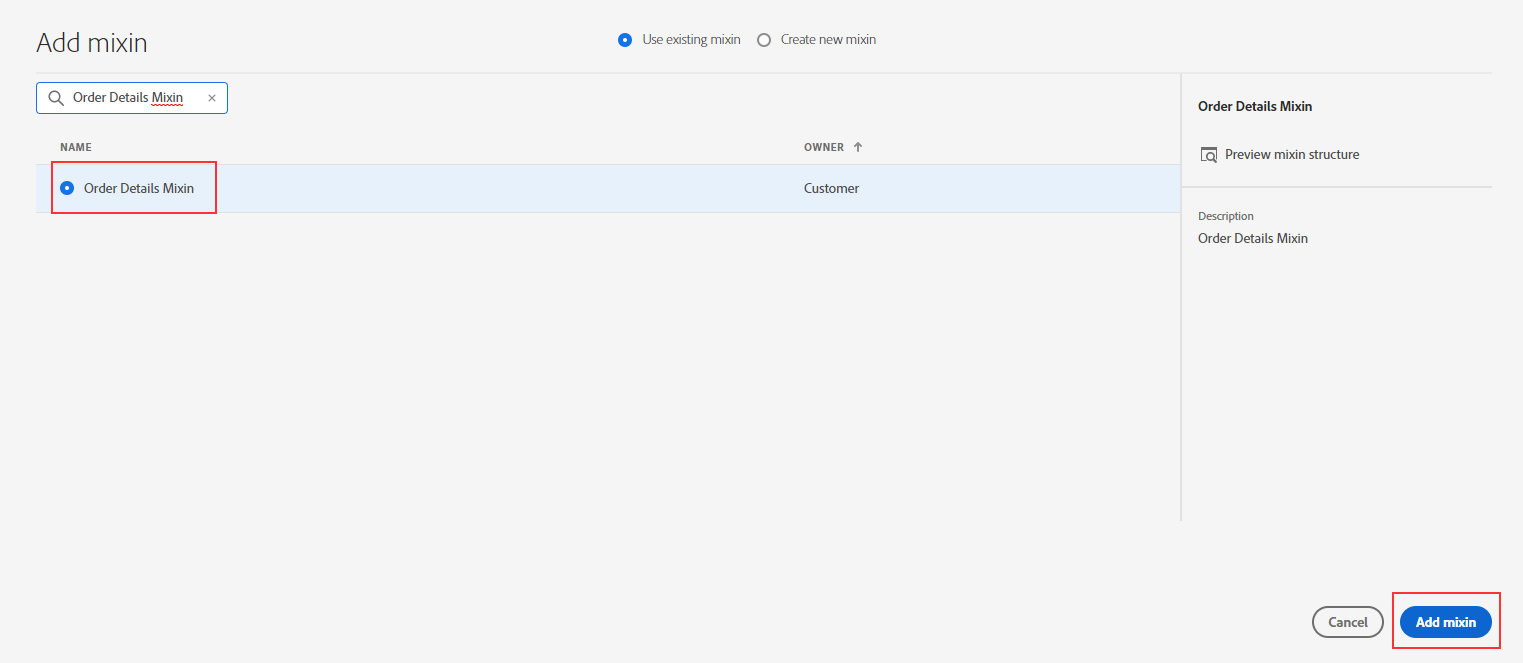 Add mixin
Use existing mixin
Create new mixin
Order Details Mixin
NAME
OWNER
Order Details Mixin
Customer
Order Details Mixin
Preview mixin structure
Description
Order Details Mixin
Cancel
Add mixin